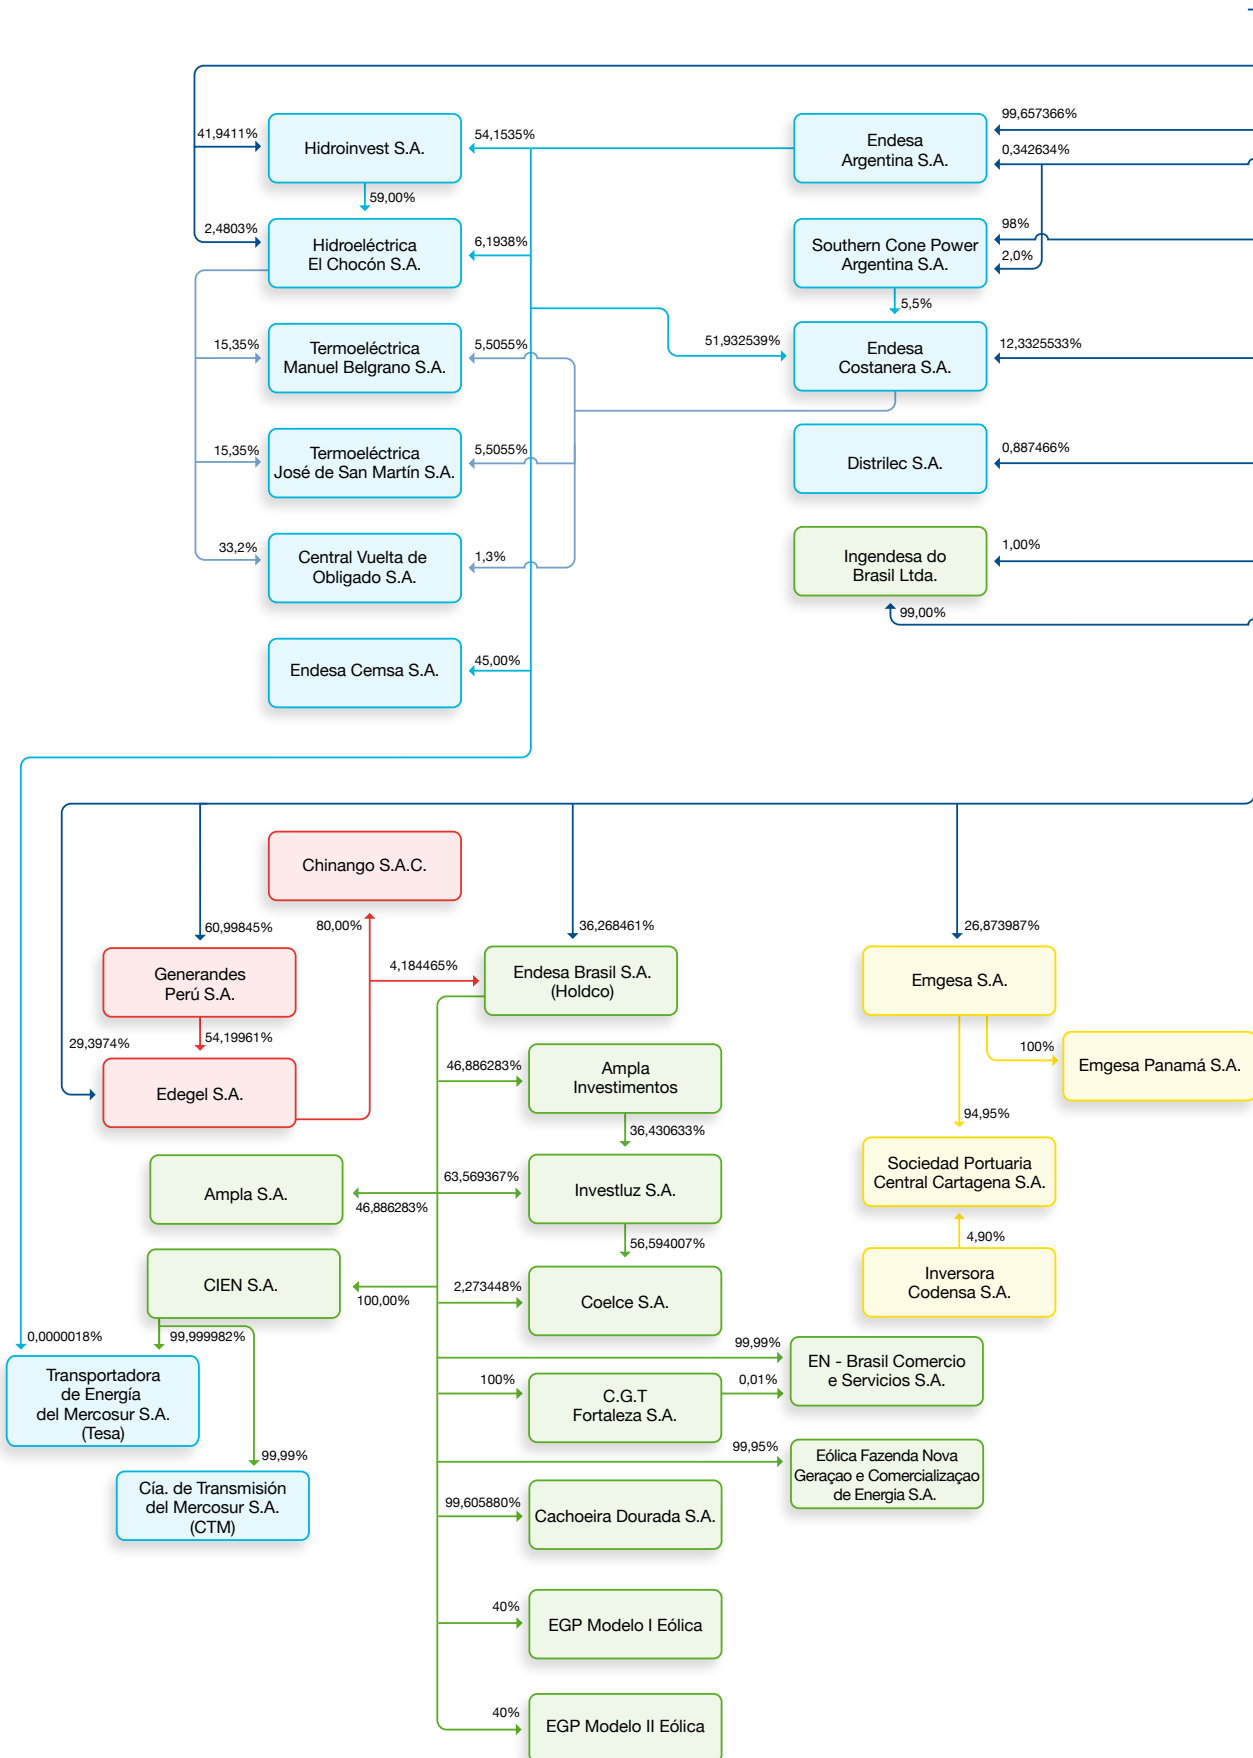 99,657366%
41,9411%
Hidroinvest S.A.
54,1535%
Endesa
Argentina S.A.
0,342634%
59,00%
2,4803%
Hidroeléctrica
El Chocón S.A.
6,1938%
Southern Cone Power
Argentina S.A.
98%
2,0%
5,5%
15,35%
Termoeléctrica
Manuel Belgrano S.A.
5,5055%
51,932539%
Endesa
Costanera S.A.
12,3325533%
15,35%
Termoeléctrica
José de San Martín S.A.
5,5055%
Distrilec S.A.
0,887466%
33,2%
Central Vuelta de
Obligado S.A.
1,3%
Ingendesa do
Brasil Ltda.
1,00%
99,00%
Endesa Cemsa S.A.
45,00%
Chinango S.A.C.
60,99845%
80,00%
36,268461%
26,873987%
Generandes
Perú S.A.
4,184465%
Endesa Brasil S.A.
(Holdco)
Emgesa S.A.
29,3974%
54,19961%
100%
Emgesa Panamá S.A.
Edegel S.A.
46,886283%
Ampla
Investimentos
94,95%
36,430633%
Ampla S.A.
46,886283%
63,569367%
Investluz S.A.
Sociedad Portuaria
Central Cartagena S.A.
56,594007%
4,90%
CIEN S.A.
100,00%
2,273448%
Coelce S.A.
Inversora
Codensa S.A.
0,0000018%
99,999982%
99,99%
EN - Brasil Comercio
e Servicios S.A.
Transportadora
de Energía
del Mercosur S.A.
(Tesa)
100%
C.G.T
Fortaleza S.A.
0,01%
99,99%
99,95%
Eólica Fazenda Nova
Geraçao e Comercializaçao
de Energia S.A.
Cía. de Transmisión
del Mercosur S.A.
(CTM)
99,605880%
Cachoeira Dourada S.A.
40%
EGP Modelo I Eólica
40%
EGP Modelo II Eólica